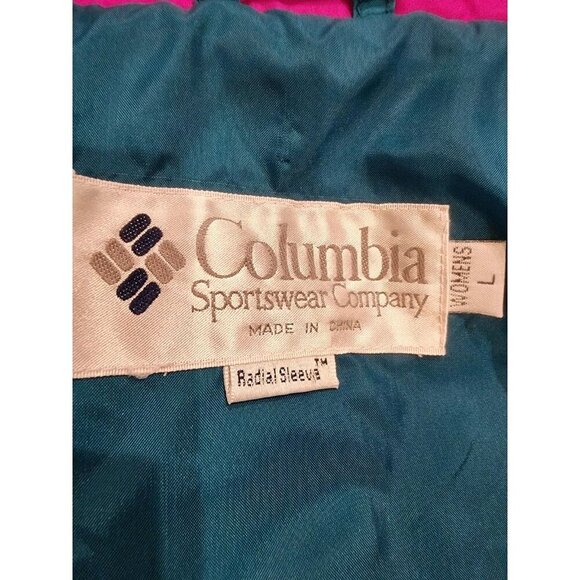 Columbia
Sportswear Company
MADE IN CHINA
Radial Sleeve™
WOMENS
L